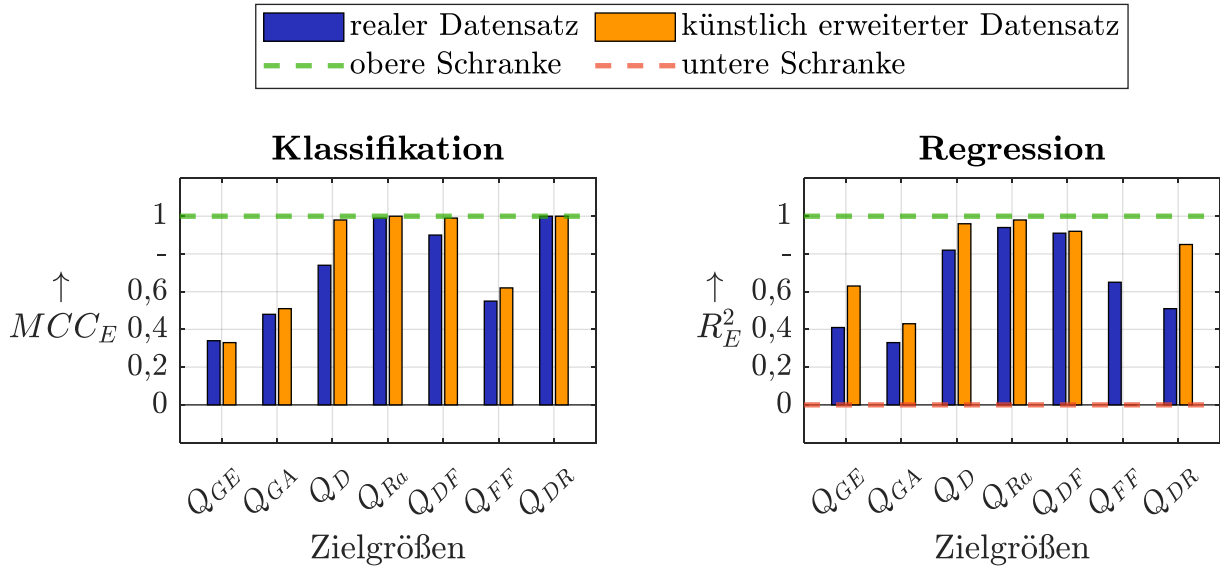 realer Datensatz künstlich erweiterter Datensatz
obere Schranke untere Schranke
Klassifikation
1
–
0,6
0,4
0,2
0
↑
MCC_E
Q_GE Q_GA Q_D Q_Ra Q_DF Q_FF Q_DR
Zielgrößen
Regression
1
–
0,6
0,4
0,2
0
↑
R²_E
Q_GE Q_GA Q_D Q_Ra Q_DF Q_FF Q_DR
Zielgrößen